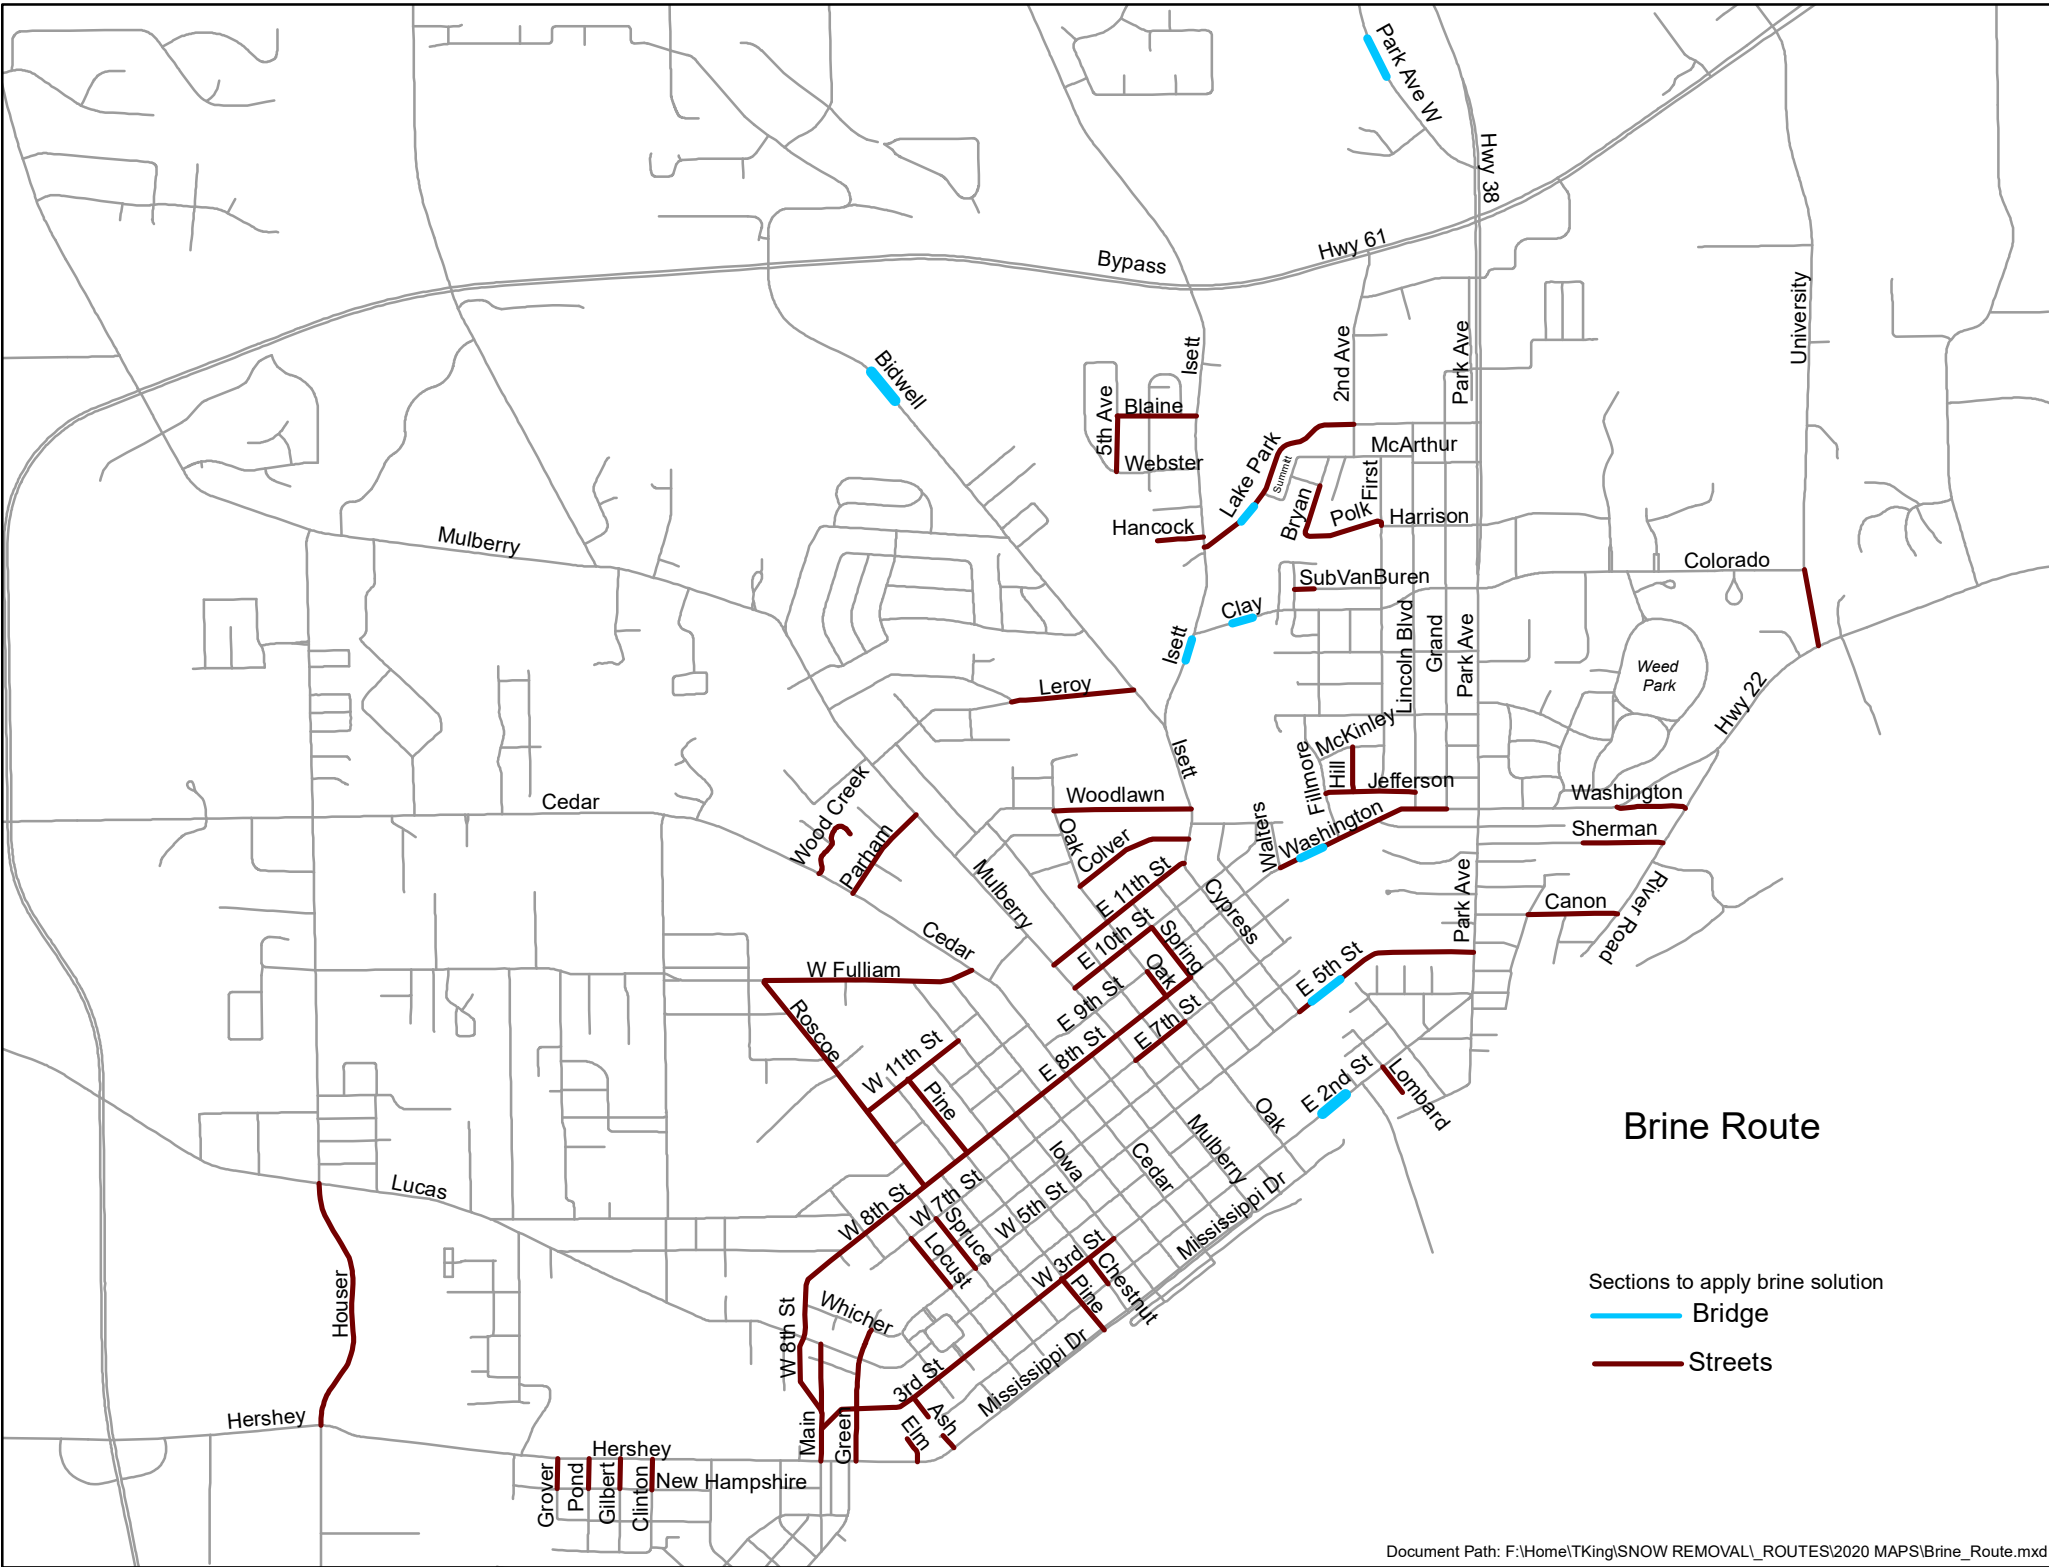 Park Ave W
Hwy 38
Hwy 61
Bypass
University
Isett
2nd Ave
Park Ave
Bidwell
5th Ave
Blaine
Webster
Lake Park
Summit
McArthur
First
Bryan
Polk
Harrison
Hancock
Mulberry
Colorado
SubVanBuren
Clay
Isett
Lincoln Blvd
Grand
Park Ave
Weed
Park
Hwy 22
Leroy
Isett
McKinley
Fillmore
Hill
Jefferson
Washington
Cedar
Woodlawn
Wood Creek
Parham
Oak
Colver
Walters
Washington
Sherman
Mulberry
E 11th St
Cypress
Park Ave
Canon
River Road
Cedar
E 10th St
Spring
W Fulliam
Oak
E 5th St
E 9th St
E 7th St
Roscoe
W 11th St
E 8th St
Pine
E 2nd St
Lombard
Oak
Mulberry
Brine Route
Iowa
Cedar
Lucas
W 8th St
W 7th St
W 5th St
Spruce
Locust
Mississippi Dr
W 3rd St
Chestnut
Pine
Houser
W 8th St
Whicher
Sections to apply brine solution
Bridge
Streets
3rd St
Mississippi Dr
Hershey
Main
Green
Ash
Elm
Hershey
Grover
Pond
Gilbert
Clinton
New Hampshire
Document Path: F:\Home\TKing\SNOW REMOVAL\_ROUTES\2020 MAPS\Brine_Route.mxd